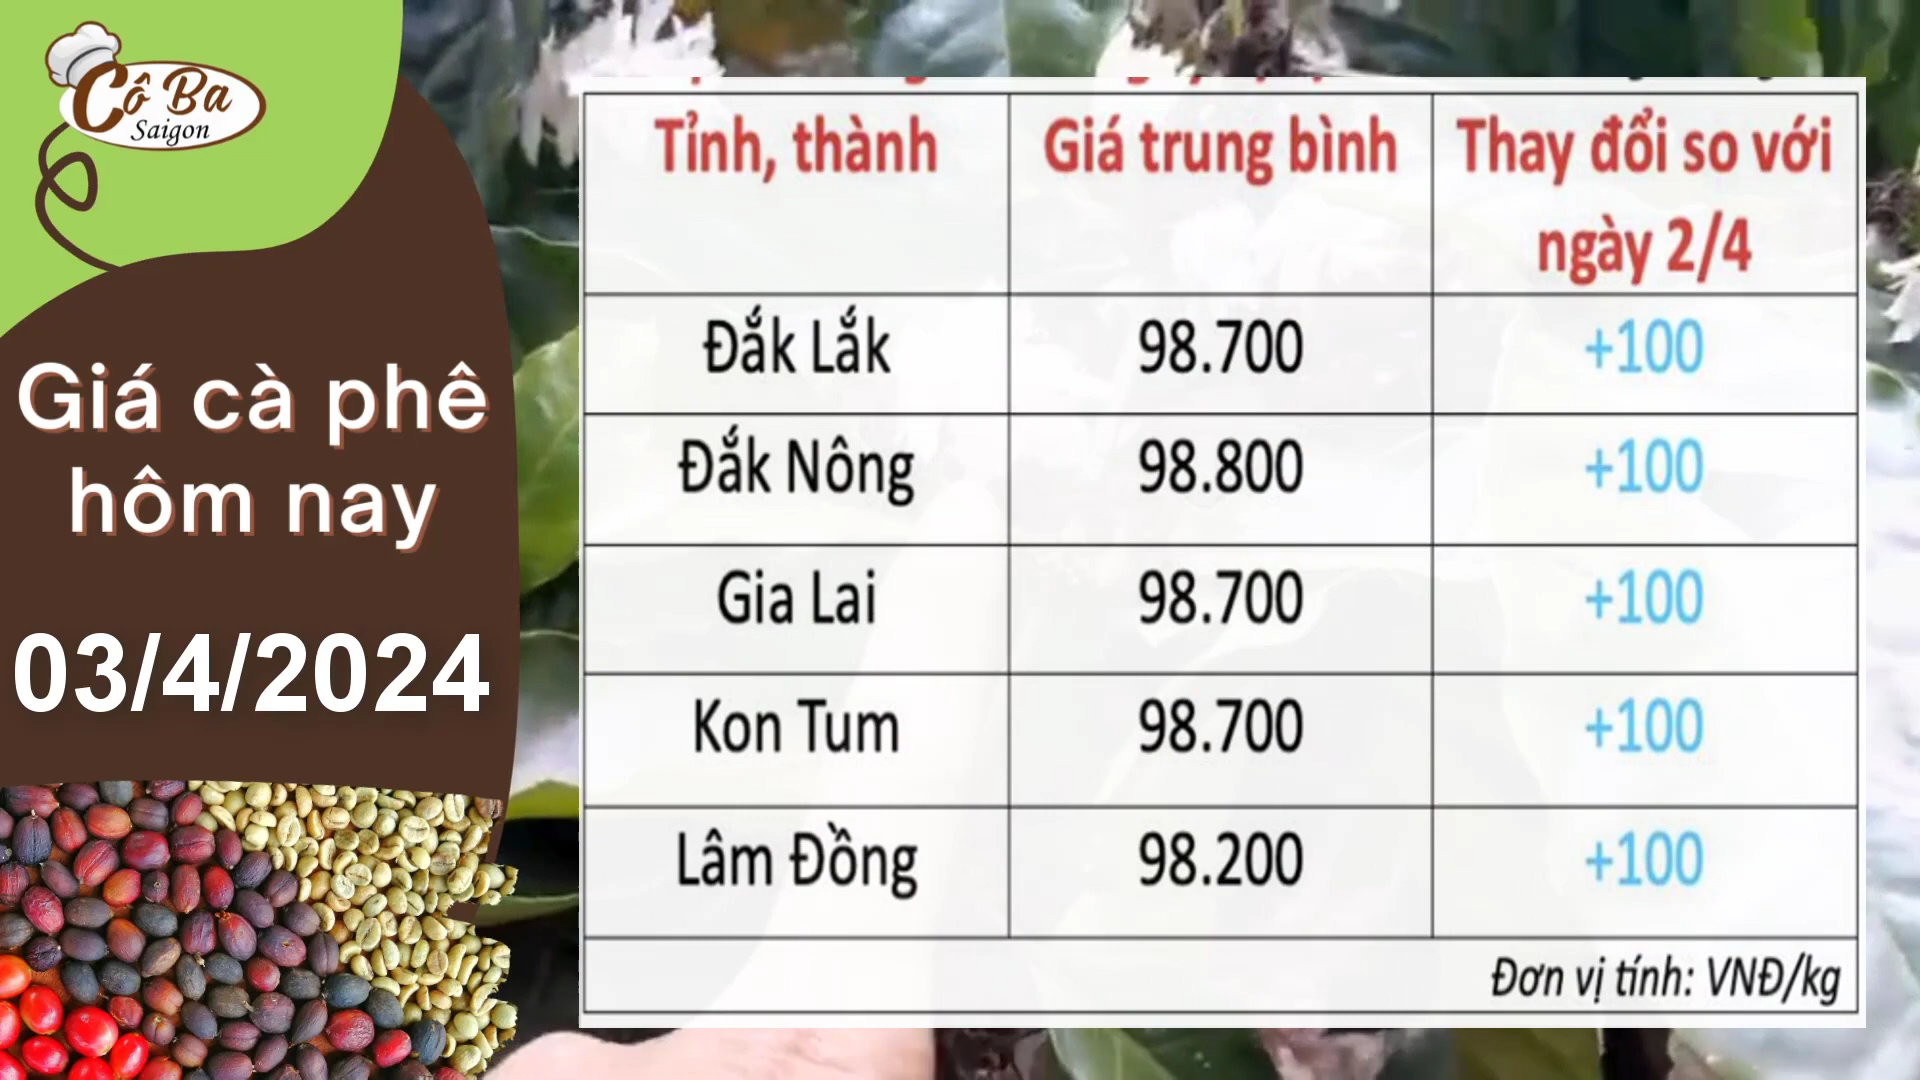 Cô Ba
Saigon
Giá cà phê
hôm nay
03/4/2024
Tỉnh, thành
Giá trung bình
Thay đổi so với
ngày 2/4
Đắk Lắk 98.700 +100
Đắk Nông 98.800 +100
Gia Lai 98.700 +100
Kon Tum 98.700 +100
Lâm Đồng 98.200 +100
Đơn vị tính: VNĐ/kg